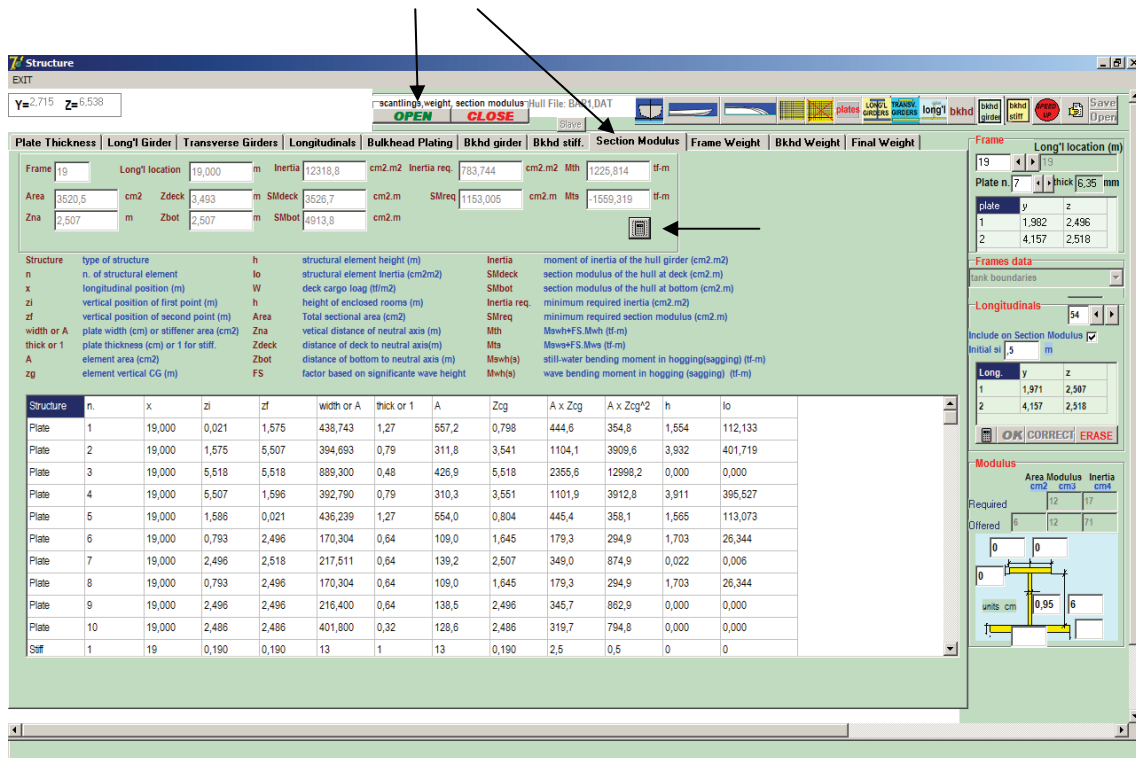 Structure
EXIT
Y=2,715 Z=6,538
scantlings,weight, section modulus Hull File: BAB1.DAT
OPEN CLOSE
Slave
plates LONG'L GIRDERS TRANSV. GIRDERS long'l bkhd bkhd girder bkhd stiff SPEED UP Save Open
Plate Thickness Long'l Girder Transverse Girders Longitudinals Bulkhead Plating Bkhd girder Bkhd stiff. Section Modulus Frame Weight Bkhd Weight Final Weight
Frame 19 Long'l location 19,000 m Inertia 12318,8 cm2.m2 Inertia req. 783,744 cm2.m2 Mth 1225,814 tf-m
Area 3520,5 cm2 Zdeck 3,493 m SMdeck 3526,7 cm2.m SMreq 1153,005 cm2.m Mts -1559,319 tf-m
Zna 2,507 m Zbot 2,507 m SMbot 4913,8 cm2.m
Structure type of structure h structural element height (m) Inertia moment of inertia of the hull girder (cm2.m2)
n n. of structural element Io structural element Inertia (cm2m2) SMdeck section modulus of the hull at deck (cm2.m)
x longitudinal position (m) W deck cargo loag (tf/m2) SMbot section modulus of the hull at bottom (cm2.m)
zi vertical position of first point (m) h height of enclosed rooms (m) Inertia req. minimum required inertia (cm2.m2)
zf vertical position of second point (m) Area Total sectional area (cm2) SMreq minimum required section modulus (cm2.m)
width or A plate width (cm) or stiffener area (cm2) Zna vetical distance of neutral axis (m) Mth Mswh+FS.Mwh (tf-m)
thick or 1 plate thickness (cm) or 1 for stiff. Zdeck distance of deck to neutral axis(m) Mts Msws+FS.Mws (tf-m)
A element area (cm2) Zbot distance of bottom to neutral axis (m) Mswh(s) still-water bending moment in hogging(sagging) (tf-m)
zg element vertical CG (m) FS factor based on significante wave height Mwh(s) wave bending moment in hogging (sagging) (tf-m)
Structure n. x zi zf width or A thick or 1 A Zcg A x Zcg A x Zcg^2 h Io
Plate 1 19,000 0,021 1,575 438,743 1,27 557,2 0,798 444,6 354,8 1,554 112,133
Plate 2 19,000 1,575 5,507 394,693 0,79 311,8 3,541 1104,1 3909,6 3,932 401,719
Plate 3 19,000 5,518 5,518 889,300 0,48 426,9 5,518 2355,6 12998,2 0,000 0,000
Plate 4 19,000 5,507 1,596 392,790 0,79 310,3 3,551 1101,9 3912,8 3,911 395,527
Plate 5 19,000 1,586 0,021 436,239 1,27 554,0 0,804 445,4 358,1 1,565 113,073
Plate 6 19,000 0,793 2,496 170,304 0,64 109,0 1,645 179,3 294,9 1,703 26,344
Plate 7 19,000 2,496 2,518 217,511 0,64 139,2 2,507 349,0 874,9 0,022 0,006
Plate 8 19,000 0,793 2,496 170,304 0,64 109,0 1,645 179,3 294,9 1,703 26,344
Plate 9 19,000 2,496 2,496 216,400 0,64 138,5 2,496 345,7 862,9 0,000 0,000
Plate 10 19,000 2,486 2,486 401,800 0,32 128,6 2,486 319,7 794,8 0,000 0,000
Stiff 1 19 0,190 0,190 13 1 13 0,190 2,5 0,5 0 0
Frame Long'l location (m)
19 19
Plate n. 7 thick 6,35 mm
plate y z
1 1,982 2,496
2 4,157 2,518
Frames data
tank boundaries
Longitudinals
54
Include on Section Modulus
Initial si ,5 m
Long. y z
1 1,971 2,507
2 4,157 2,518
OK CORRECT ERASE
Modulus
Area Modulus Inertia
cm2 cm3 cm4
Required 12 17
Offered 6 12 71
0 0
0
units cm 0,95 6